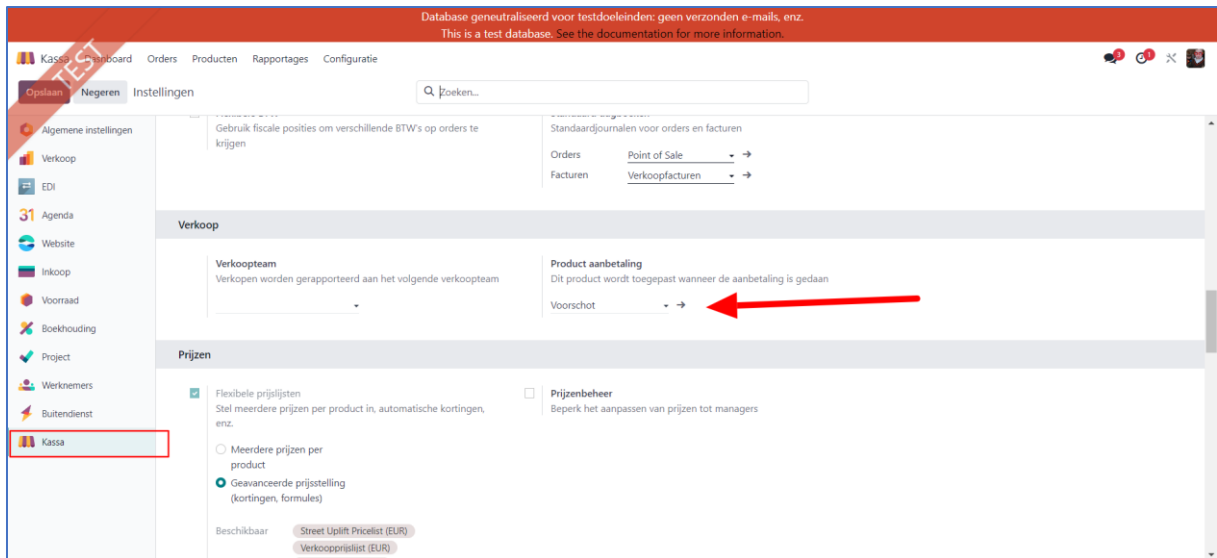 Database geneutraliseerd voor testdoeleinden: geen verzonden e-mails, enz.
This is a test database. See the documentation for more information.
TEST
Kassa Dashboard Orders Producten Rapportages Configuratie
3 1
Opslaan Negeren Instellingen Zoeken...
Algemene instellingen
Verkoop
EDI
31 Agenda
Website
Inkoop
Voorraad
Boekhouding
Project
Werknemers
Buitendienst
Kassa
Gebruik fiscale posities om verschillende BTW's op orders te
krijgen
Standaardjournalen voor orders en facturen
Orders Point of Sale
Facturen Verkoopfacturen
Verkoop
Verkoopteam
Verkopen worden gerapporteerd aan het volgende verkoopteam
Product aanbetaling
Dit product wordt toegepast wanneer de aanbetaling is gedaan
Voorschot
Prijzen
Flexibele prijslijsten
Stel meerdere prijzen per product in, automatische kortingen,
enz.
Meerdere prijzen per
product
Geavanceerde prijsstelling
(kortingen, formules)
Beschikbaar Street Uplift Pricelist (EUR)
Verkoopprijslijst (EUR)
Prijzenbeheer
Beperk het aanpassen van prijzen tot managers